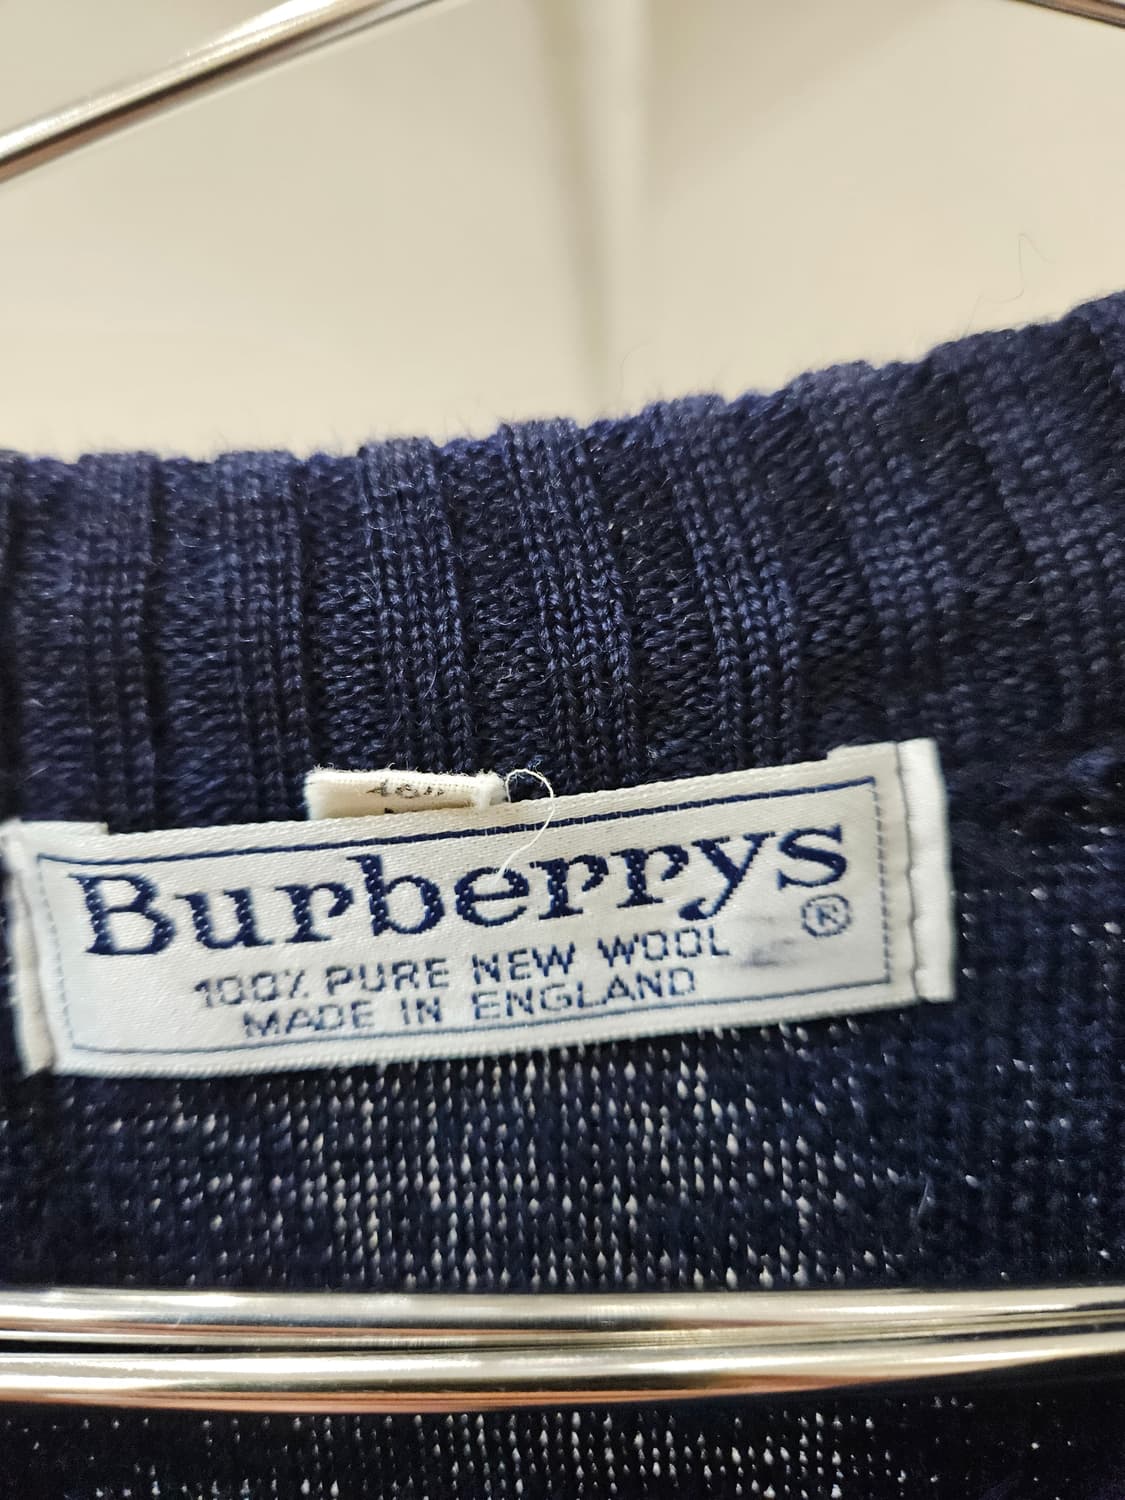 Burberrys
®
100% PURE NEW WOOL
MADE IN ENGLAND